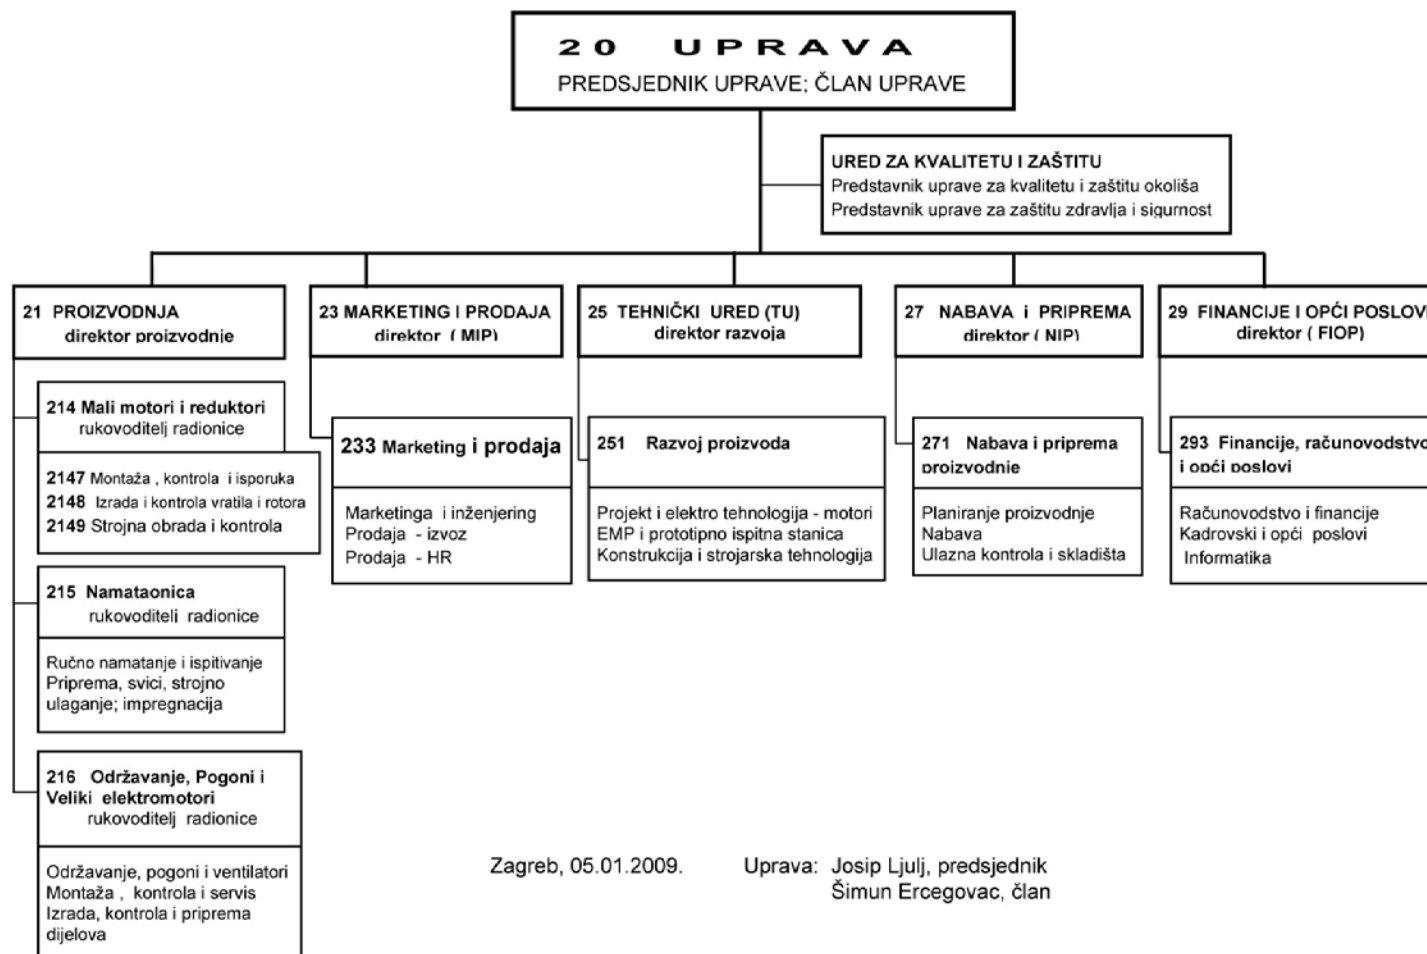 20 UPRAVA
PREDSJEDNIK UPRAVE; ČLAN UPRAVE
URED ZA KVALITETU I ZAŠTITU
Predstavnik uprave za kvalitetu i zaštitu okoliša
Predstavnik uprave za zaštitu zdravlja i sigurnost
21 PROIZVODNJA
direktor proizvodnje
23 MARKETING I PRODAJA
direktor ( MIP)
25 TEHNIČKI URED (TU)
direktor razvoja
27 NABAVA i PRIPREMA
direktor ( NIP)
29 FINANCIJE I OPĆI POSLOVI
direktor ( FIOP)
214 Mali motori i reduktori
rukovoditelj radionice
2147 Montaža , kontrola i isporuka
2148 Izrada i kontrola vratila i rotora
2149 Strojna obrada i kontrola
215 Namataonica
rukovoditelj radionice
Ručno namatanje i ispitivanje
Priprema, svici, strojno
ulaganje; impregnacija
216 Održavanje, Pogoni i
Veliki elektromotori
rukovoditelj radionice
Održavanje, pogoni i ventilatori
Montaža , kontrola i servis
Izrada, kontrola i priprema
dijelova
233 Marketing i prodaja
Marketinga i inženjering
Prodaja - izvoz
Prodaja - HR
251 Razvoj proizvoda
Projekt i elektro tehnologija - motori
EMP i prototipno ispitna stanica
Konstrukcija i strojarska tehnologija
271 Nabava i priprema
proizvodnje
Planiranje proizvodnje
Nabava
Ulazna kontrola i skladišta
293 Financije, računovodstvo
i opći poslovi
Računovodstvo i financije
Kadrovski i opći poslovi
Informatika
Zagreb, 05.01.2009.
Uprava: Josip Ljulj, predsjednik
Šimun Ercegovac, član